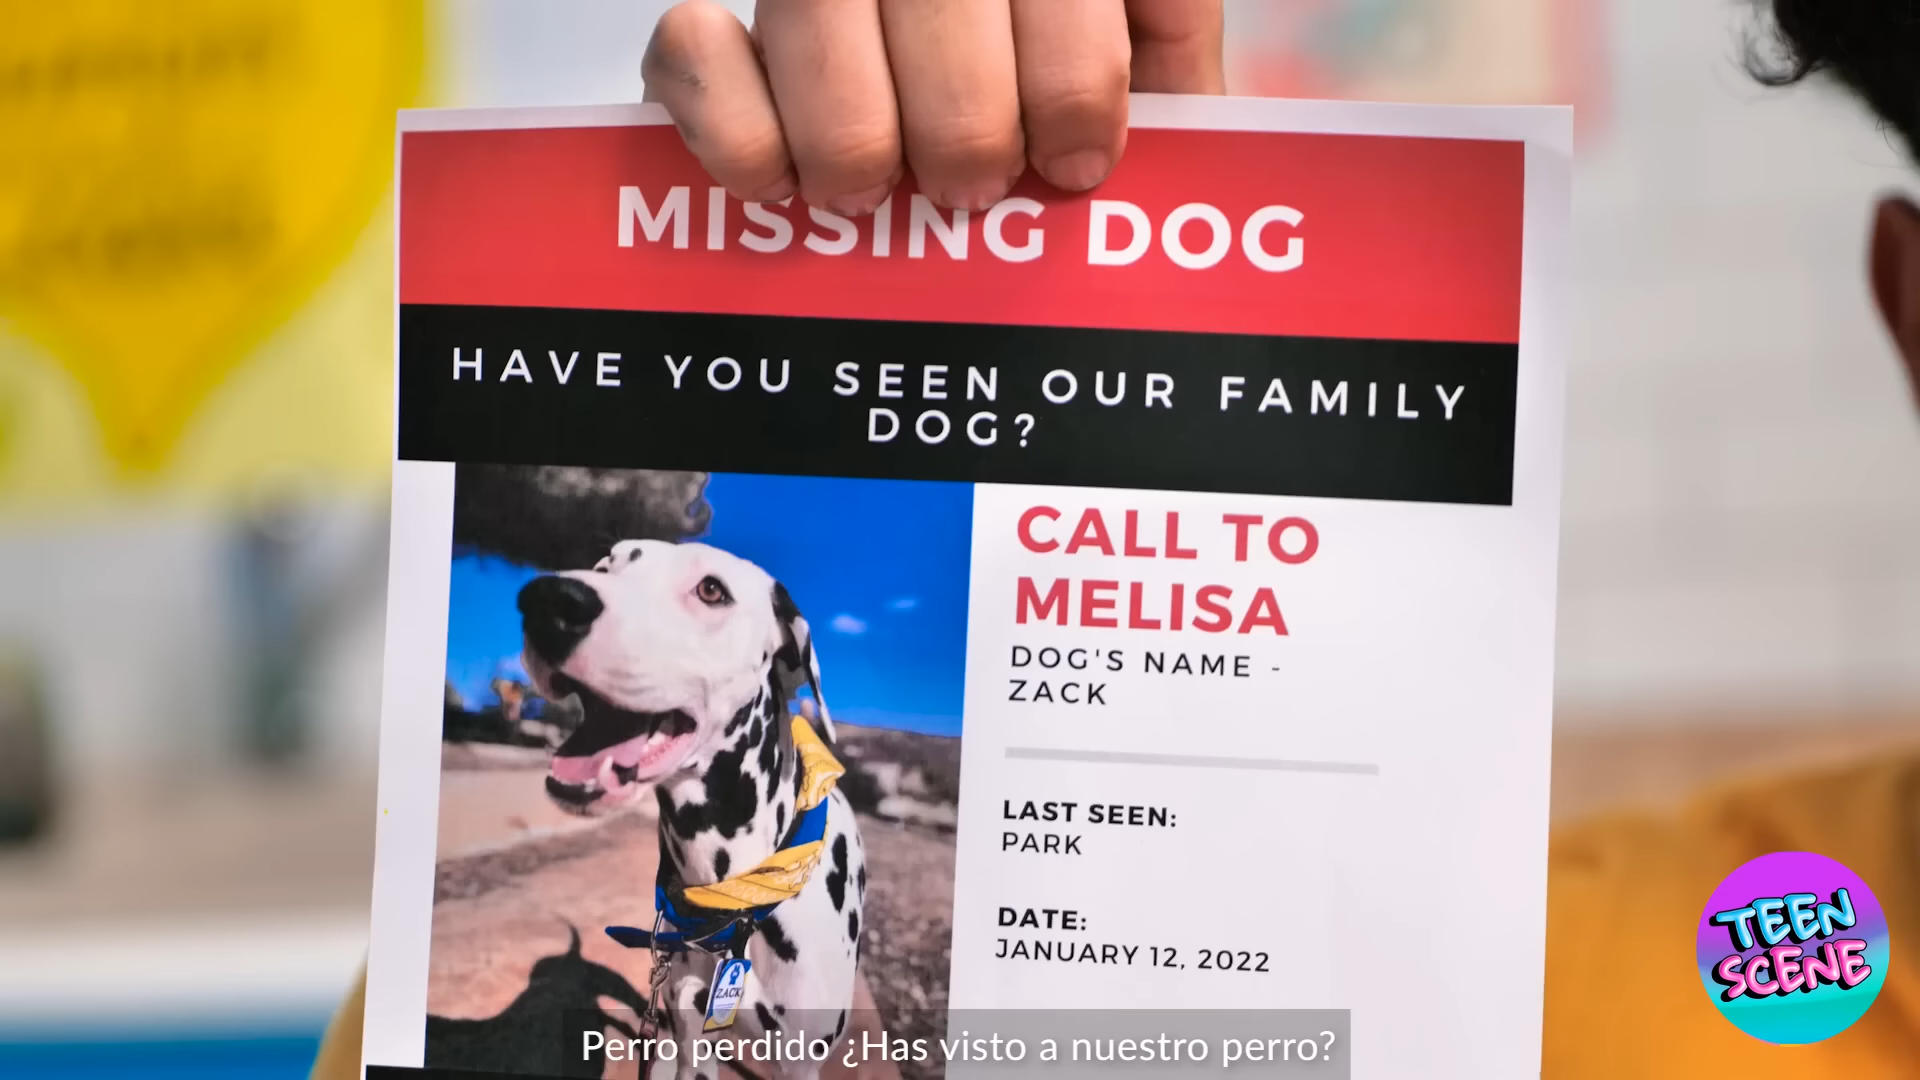 MISSING DOG
HAVE YOU SEEN OUR FAMILY
DOG?
CALL TO
MELISA
DOG'S NAME -
ZACK
LAST SEEN:
PARK
DATE:
JANUARY 12, 2022
ZACK
Perro perdido ¿Has visto a nuestro perro?
TEEN
SCENE